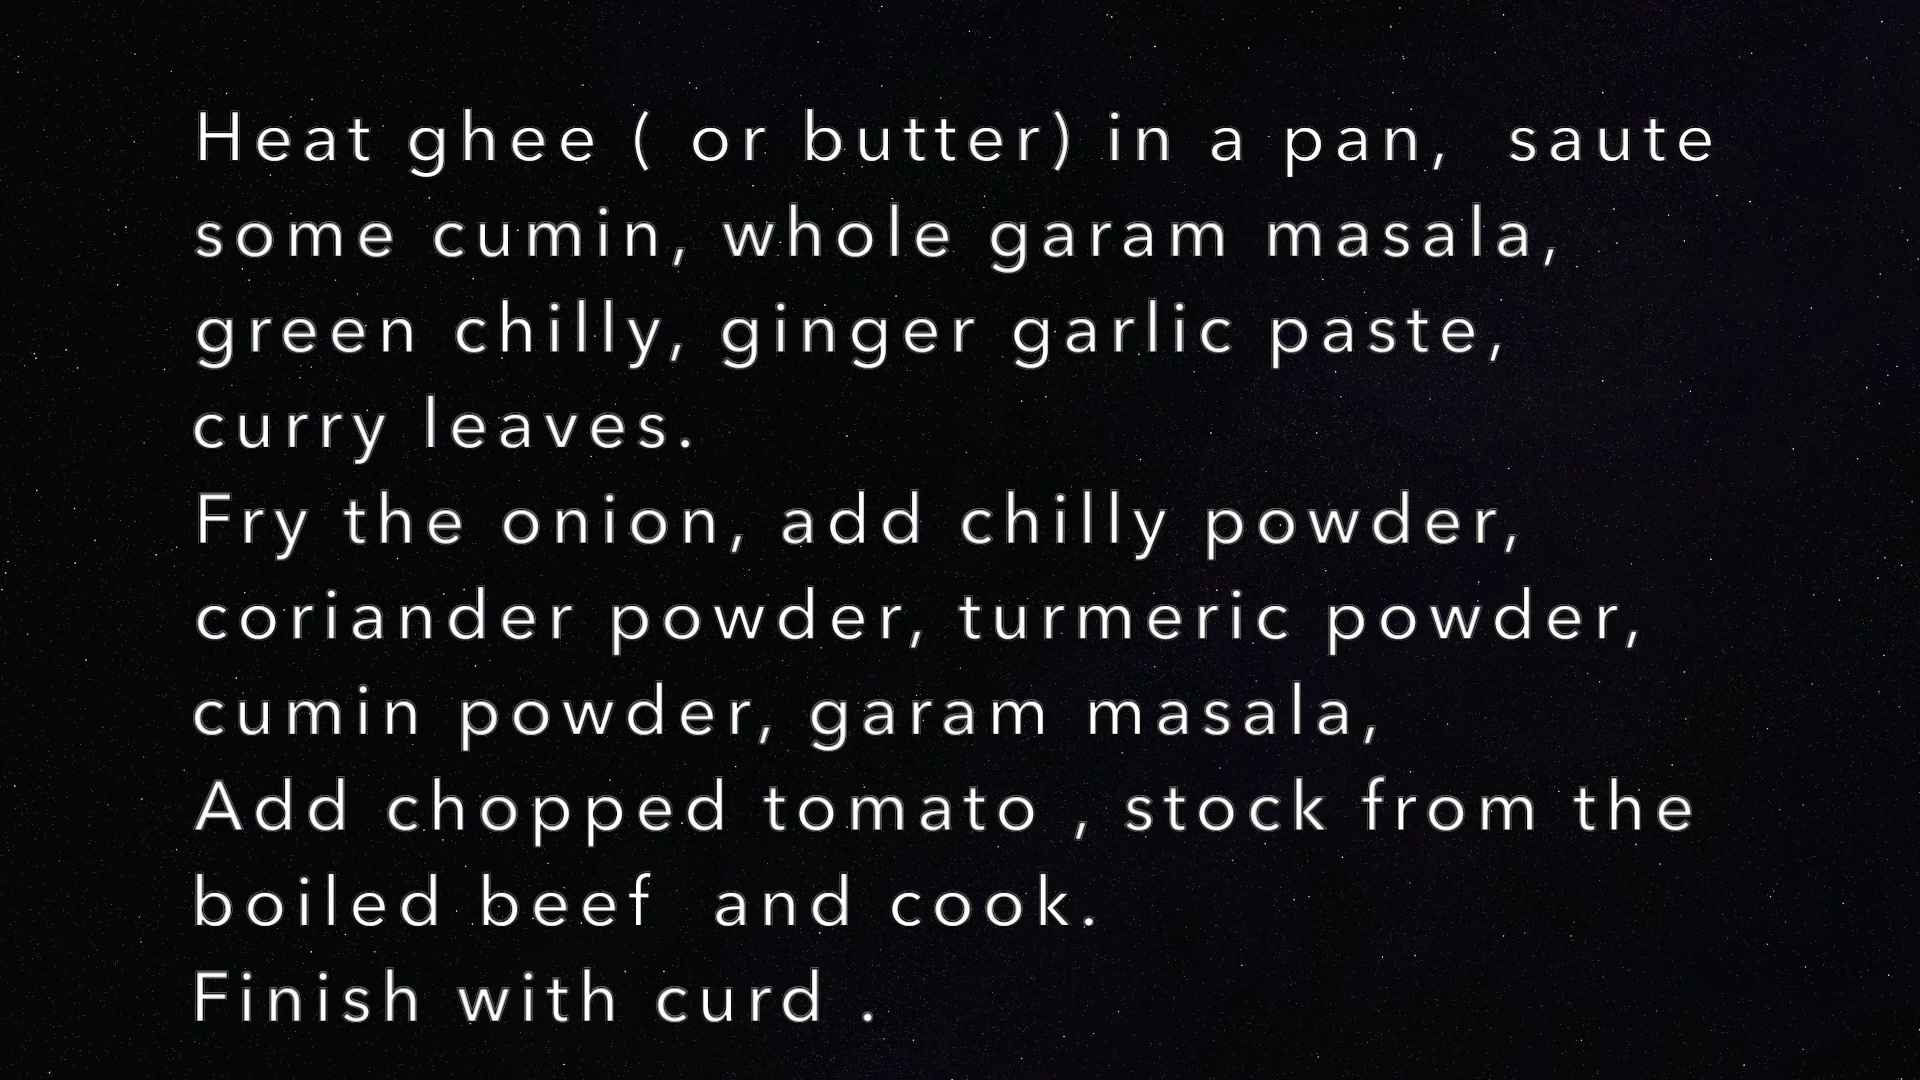 Heat ghee ( or butter) in a pan,  saute
some cumin, whole garam masala,
green chilly, ginger garlic paste,
curry leaves.
Fry the onion, add chilly powder,
coriander powder, turmeric powder,
cumin powder, garam masala,
Add chopped tomato , stock from the
boiled beef  and cook.
Finish with curd .